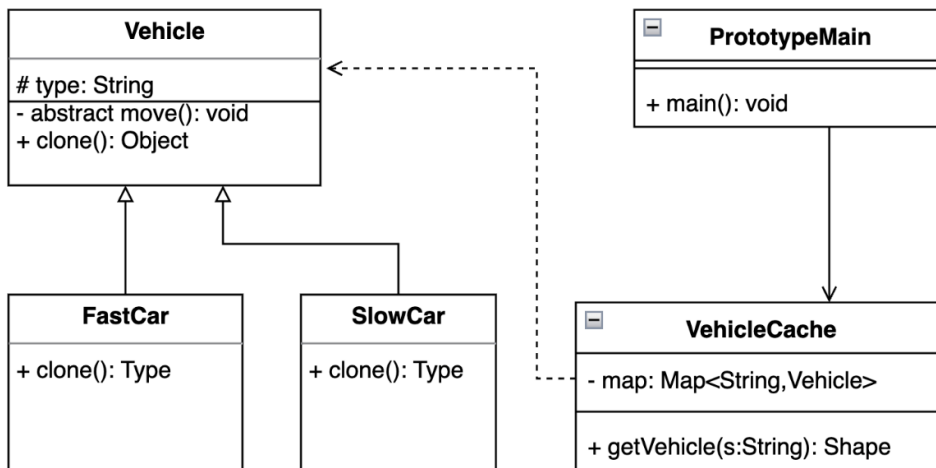 Vehicle
# type: String
- abstract move(): void
+ clone(): Object
PrototypeMain
+ main(): void
FastCar
+ clone(): Type
SlowCar
+ clone(): Type
VehicleCache
- map: Map<String,Vehicle>
+ getVehicle(s:String): Shape